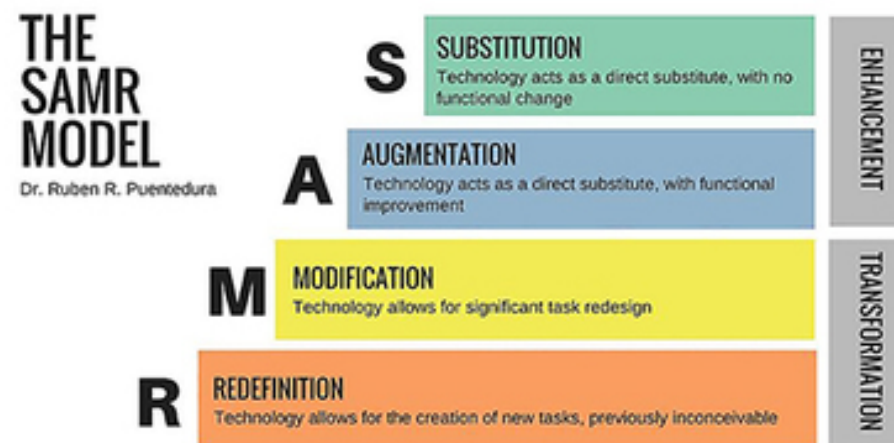 THE
SAMR
MODEL
Dr. Ruben R. Puentedura
S
SUBSTITUTION
Technology acts as a direct substitute, with no
functional change
A
AUGMENTATION
Technology acts as a direct substitute, with functional
improvement
ENHANCEMENT
M
MODIFICATION
Technology allows for significant task redesign
R
REDEFINITION
Technology allows for the creation of new tasks, previously inconceivable
TRANSFORMATION